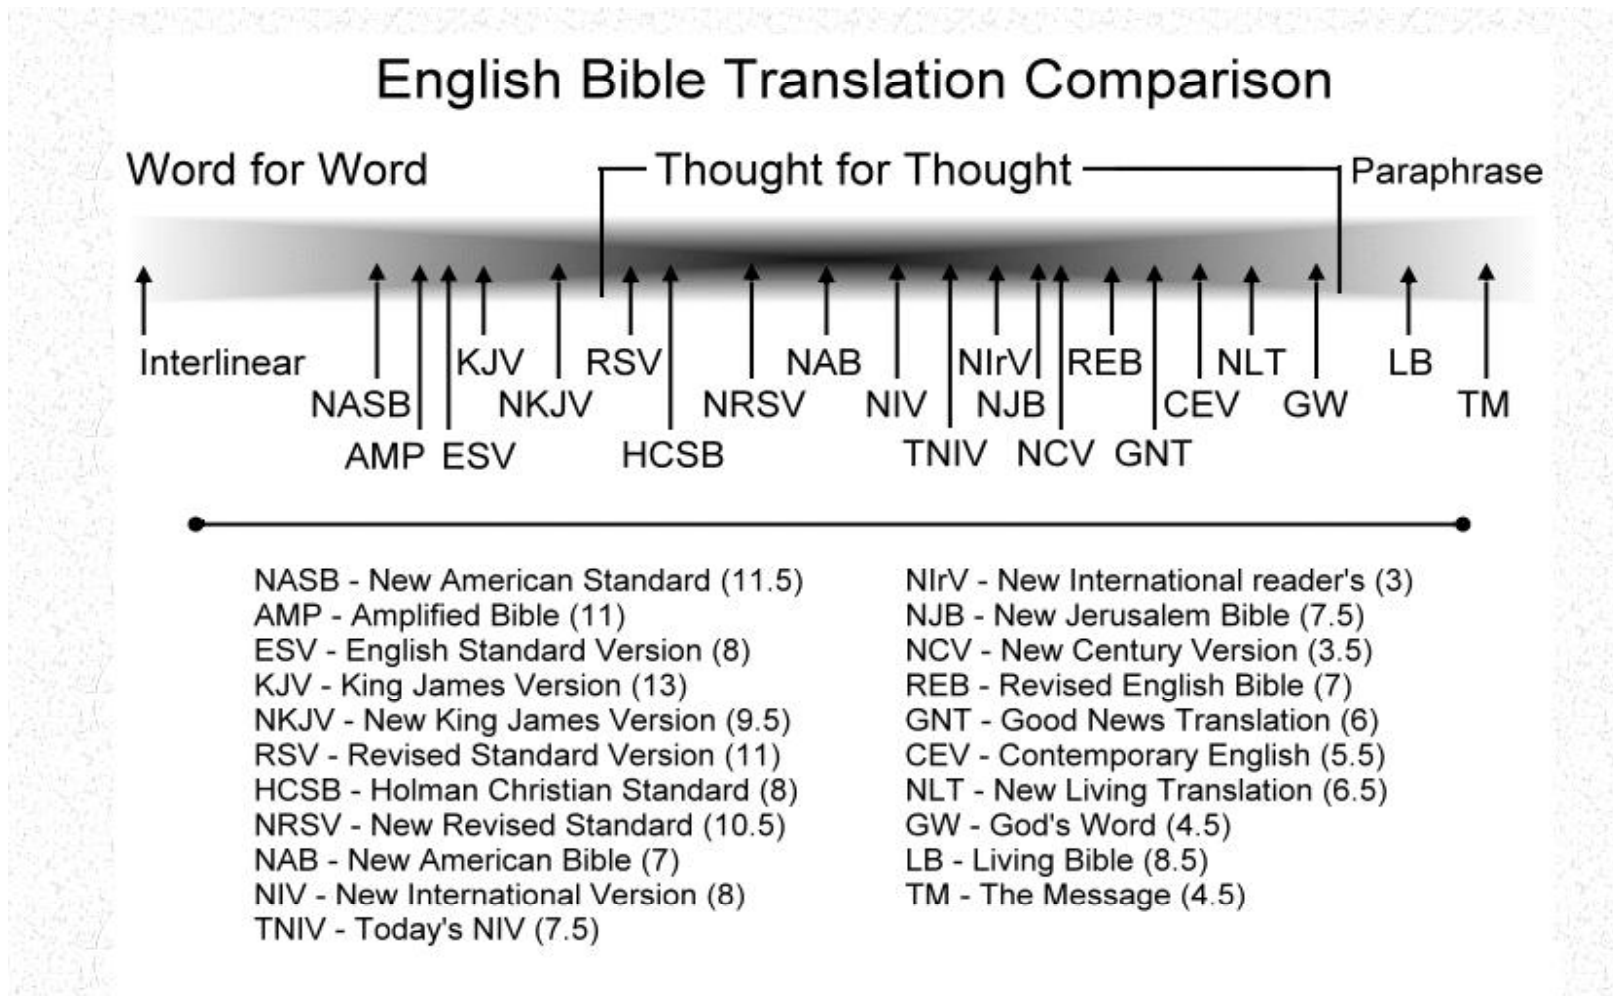 English Bible Translation Comparison
Word for Word Thought for Thought Paraphrase
Interlinear KJV RSV NAB NIrV REB NLT LB
NASB NKJV NRSV NIV NJB CEV GW TM
AMP ESV HCSB TNIV NCV GNT
NASB - New American Standard (11.5)
AMP - Amplified Bible (11)
ESV - English Standard Version (8)
KJV - King James Version (13)
NKJV - New King James Version (9.5)
RSV - Revised Standard Version (11)
HCSB - Holman Christian Standard (8)
NRSV - New Revised Standard (10.5)
NAB - New American Bible (7)
NIV - New International Version (8)
TNIV - Today's NIV (7.5)
NIrV - New International reader's (3)
NJB - New Jerusalem Bible (7.5)
NCV - New Century Version (3.5)
REB - Revised English Bible (7)
GNT - Good News Translation (6)
CEV - Contemporary English (5.5)
NLT - New Living Translation (6.5)
GW - God's Word (4.5)
LB - Living Bible (8.5)
TM - The Message (4.5)